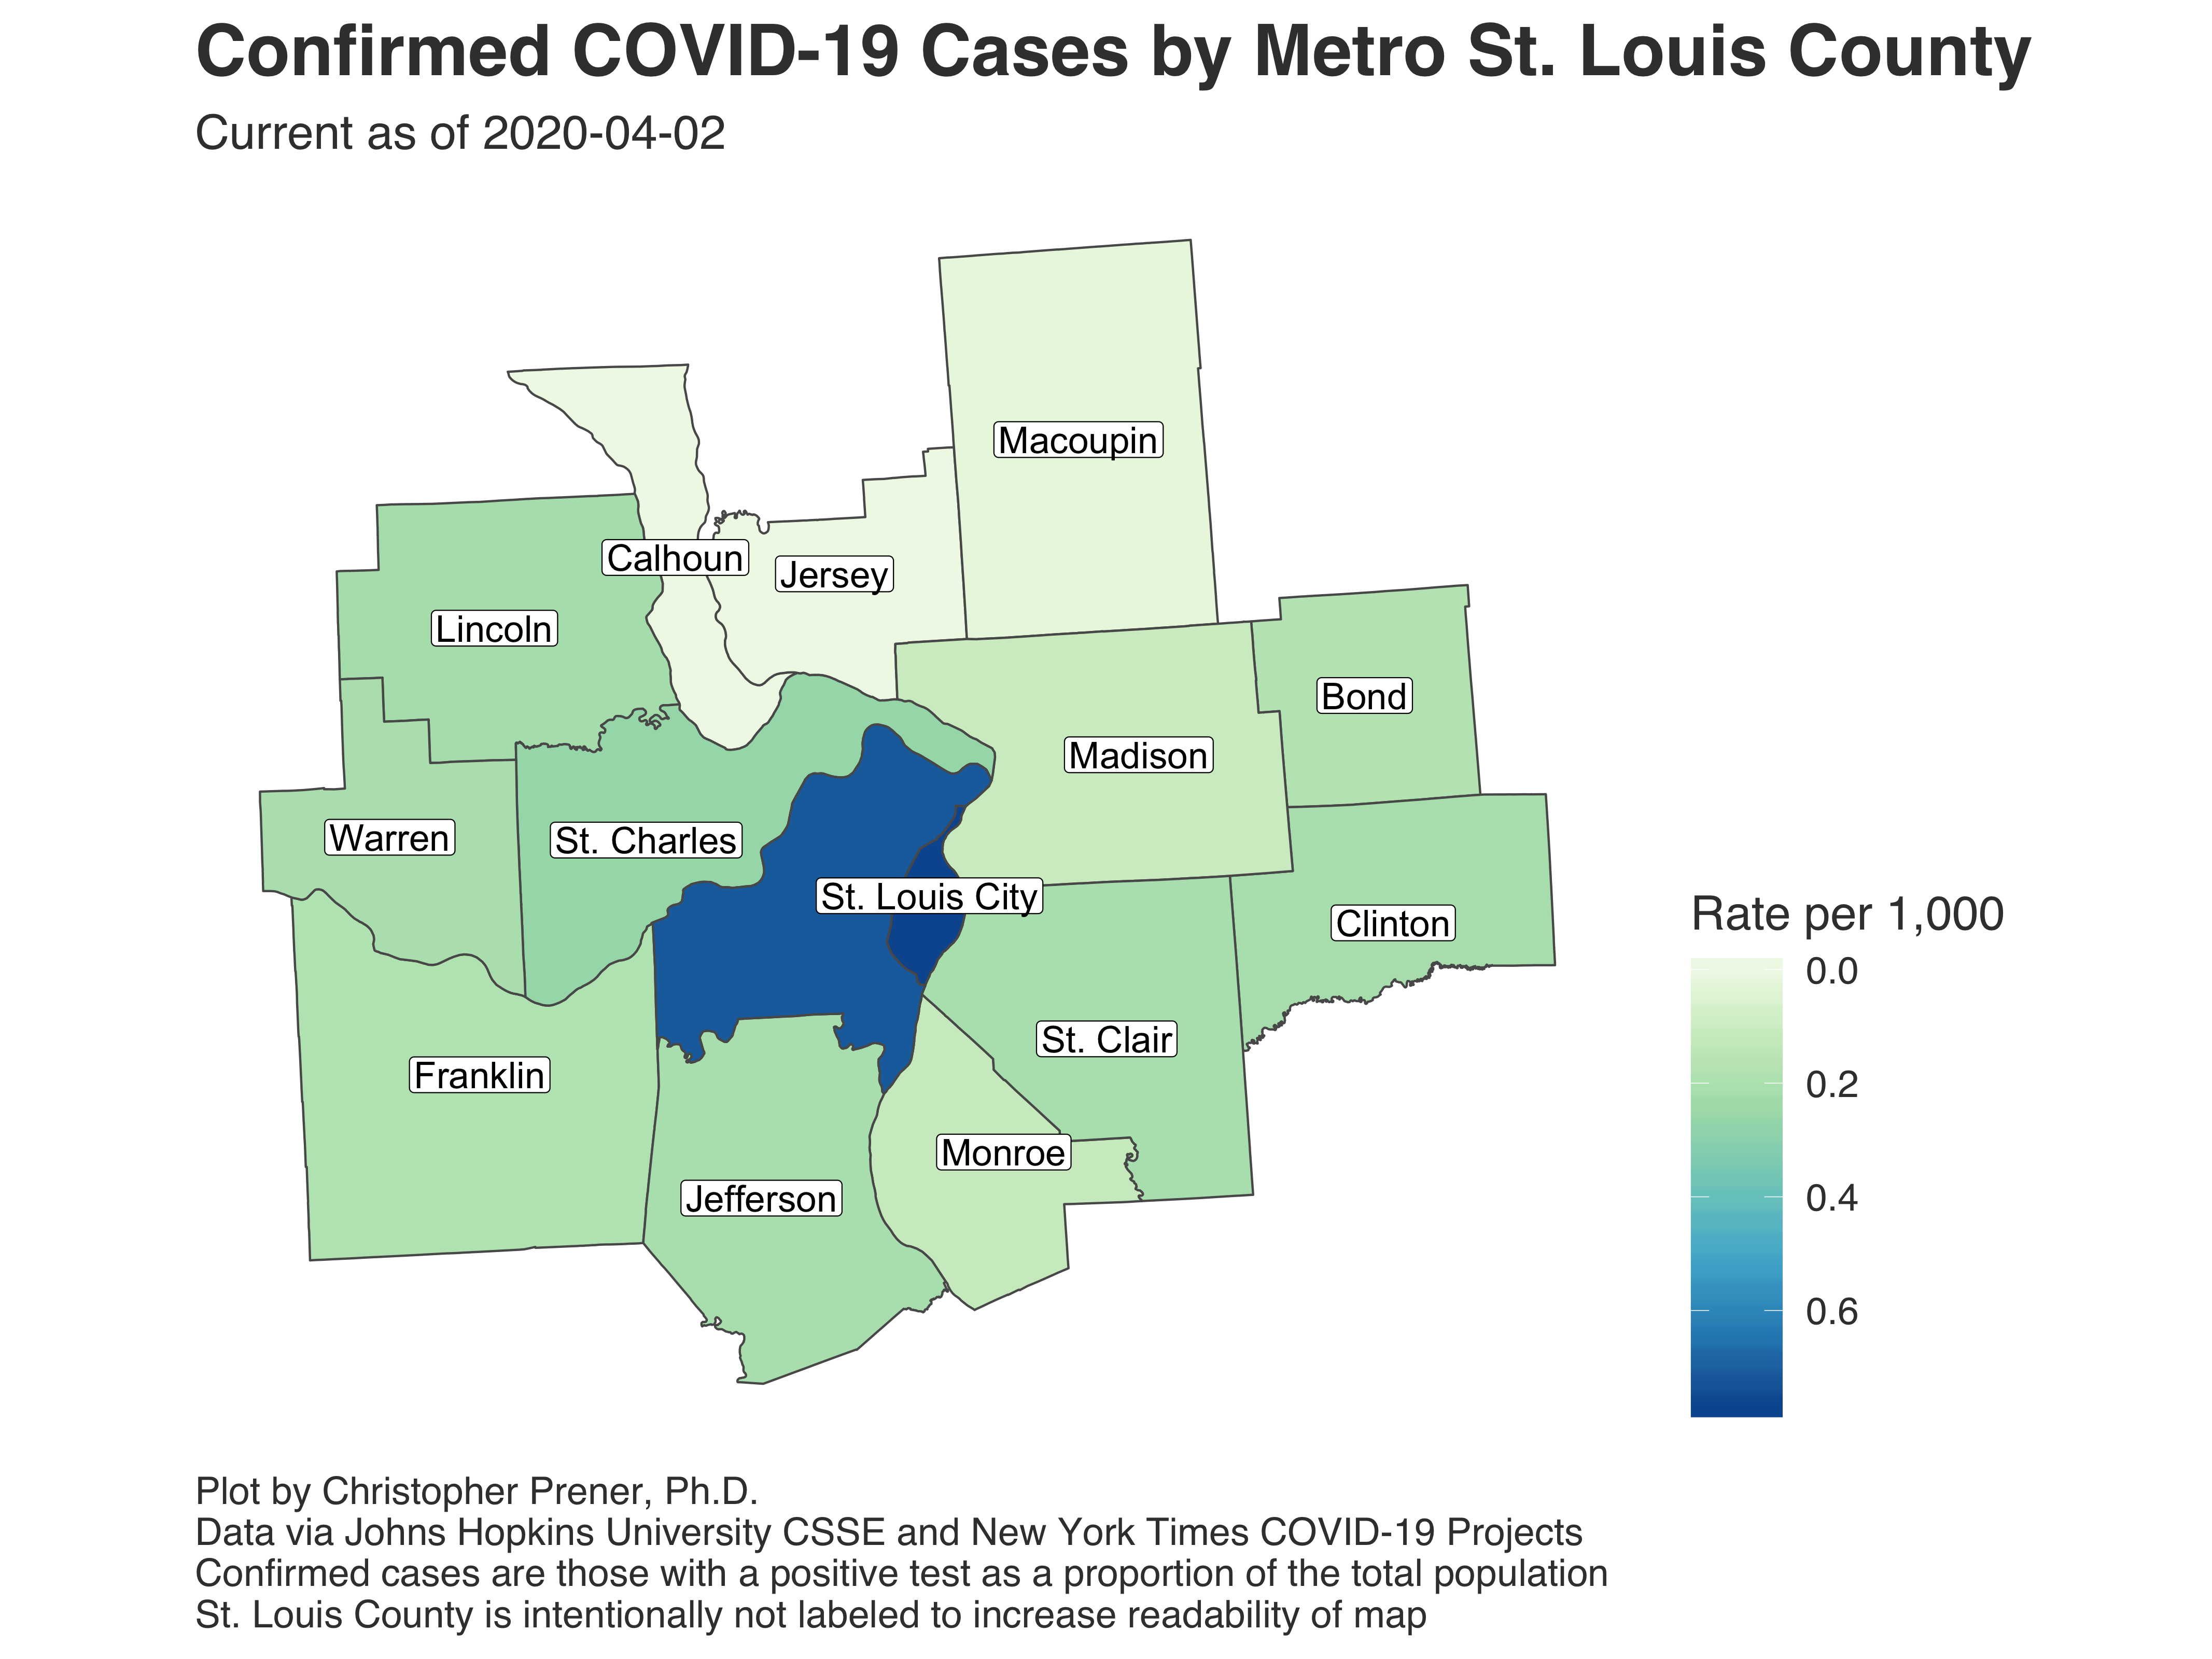 Confirmed COVID-19 Cases by Metro St. Louis County
Current as of 2020-04-02
Macoupin
Calhoun
Jersey
Lincoln
Bond
Madison
Warren
St. Charles
St. Louis City
Clinton
St. Clair
Franklin
Monroe
Jefferson
Rate per 1,000
0.0
0.2
0.4
0.6
Plot by Christopher Prener, Ph.D.
Data via Johns Hopkins University CSSE and New York Times COVID-19 Projects
Confirmed cases are those with a positive test as a proportion of the total population
St. Louis County is intentionally not labeled to increase readability of map